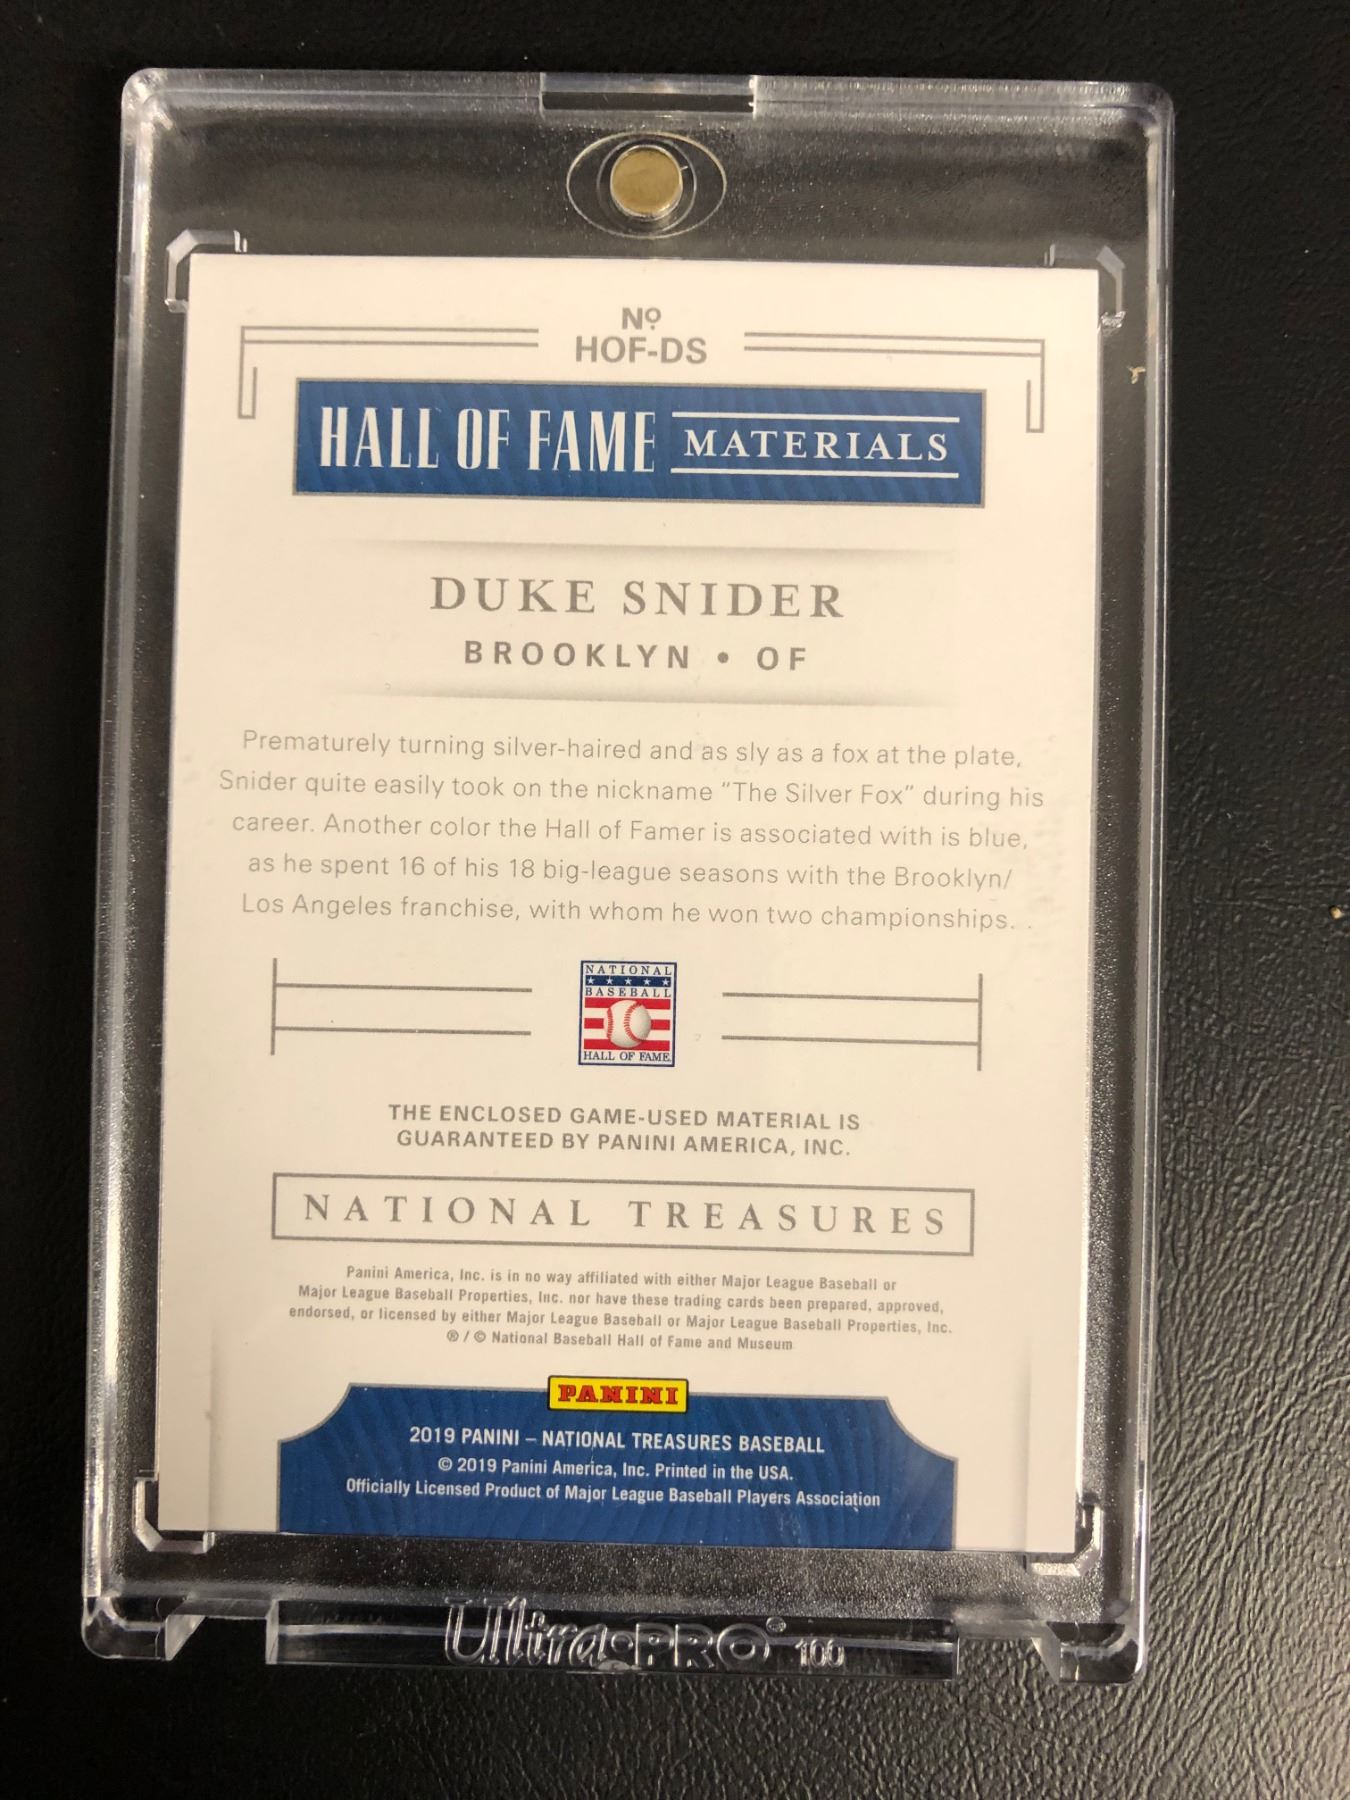 Nº
HOF-DS
HALL OF FAME MATERIALS
DUKE SNIDER
BROOKLYN • OF
Prematurely turning silver-haired and as sly as a fox at the plate,
Snider quite easily took on the nickname "The Silver Fox" during his
career. Another color the Hall of Famer is associated with is blue,
as he spent 16 of his 18 big-league seasons with the Brooklyn/
Los Angeles franchise, with whom he won two championships.
NATIONAL
BASEBALL
HALL OF FAME
THE ENCLOSED GAME-USED MATERIAL IS
GUARANTEED BY PANINI AMERICA, INC.
NATIONAL TREASURES
Panini America, Inc. is in no way affiliated with either Major League Baseball or
Major League Baseball Properties, Inc. nor have these trading cards been prepared, approved,
endorsed, or licensed by either Major League Baseball or Major League Baseball Properties, Inc.
® / © National Baseball Hall of Fame and Museum
PANINI
2019 PANINI – NATIONAL TREASURES BASEBALL
© 2019 Panini America, Inc. Printed in the USA.
Officially Licensed Product of Major League Baseball Players Association
Ultra•PRO® 100